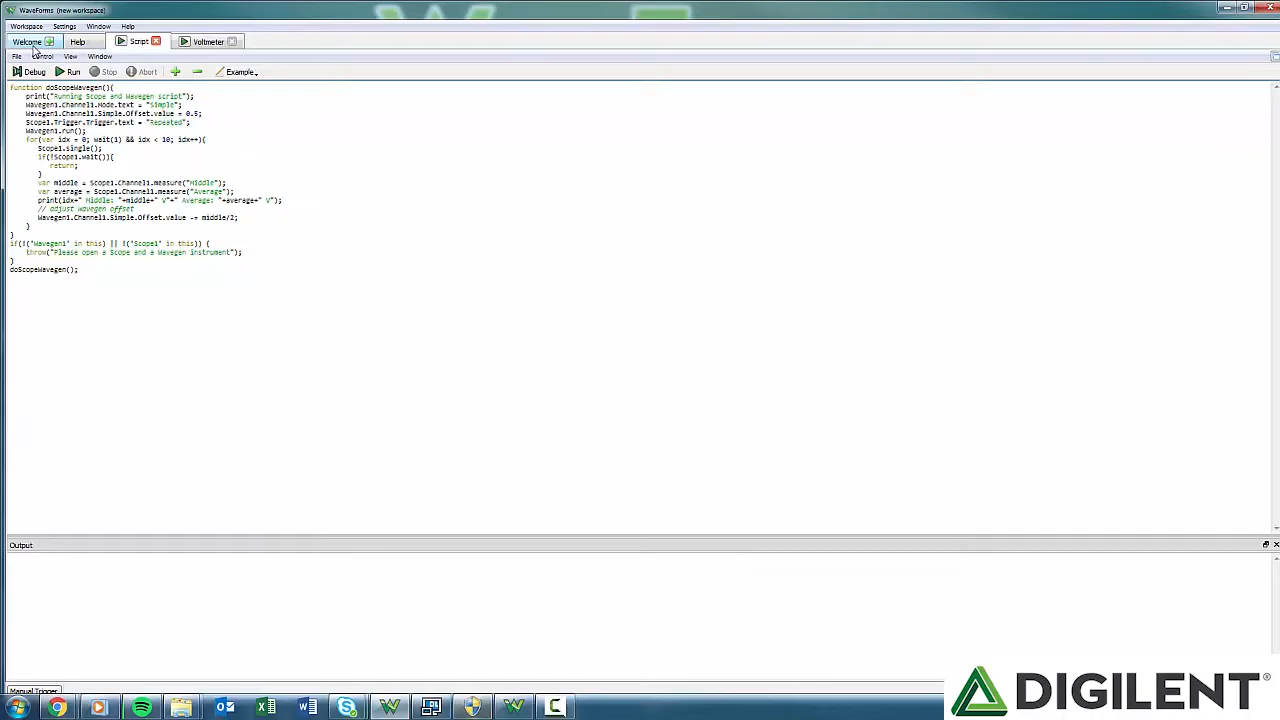 WaveForms (new workspace)
Workspace Settings Window Help
Welcome Help Script Voltmeter
File Control View Window
Debug Run Stop Abort Example
function doScopeWavegen(){
print("Running Scope and Wavegen script");
Wavegen1.Channel1.Mode.text = "Simple";
Wavegen1.Channel1.Simple.Offset.value = 0.5;
Scope1.Trigger.Trigger.text = "Repeated";
Wavegen1.run();
for(var idx = 0; wait(1) && idx < 10; idx++){
Scope1.single();
if(!Scope1.wait()){
return;
}
var middle = Scope1.Channel1.measure("Middle");
var average = Scope1.Channel1.measure("Average");
print(idx+" Middle: "+middle+" V"+" Average: "+average+" V");
// adjust wavegen offset
Wavegen1.Channel1.Simple.Offset.value -= middle/2;
}
}
if(!("Wavegen1" in this) || !("Scope1" in this)) {
throw("Please open a Scope and a Wavegen instrument");
}
doScopeWavegen();
Output
Manual Trigger
DIGILENT®